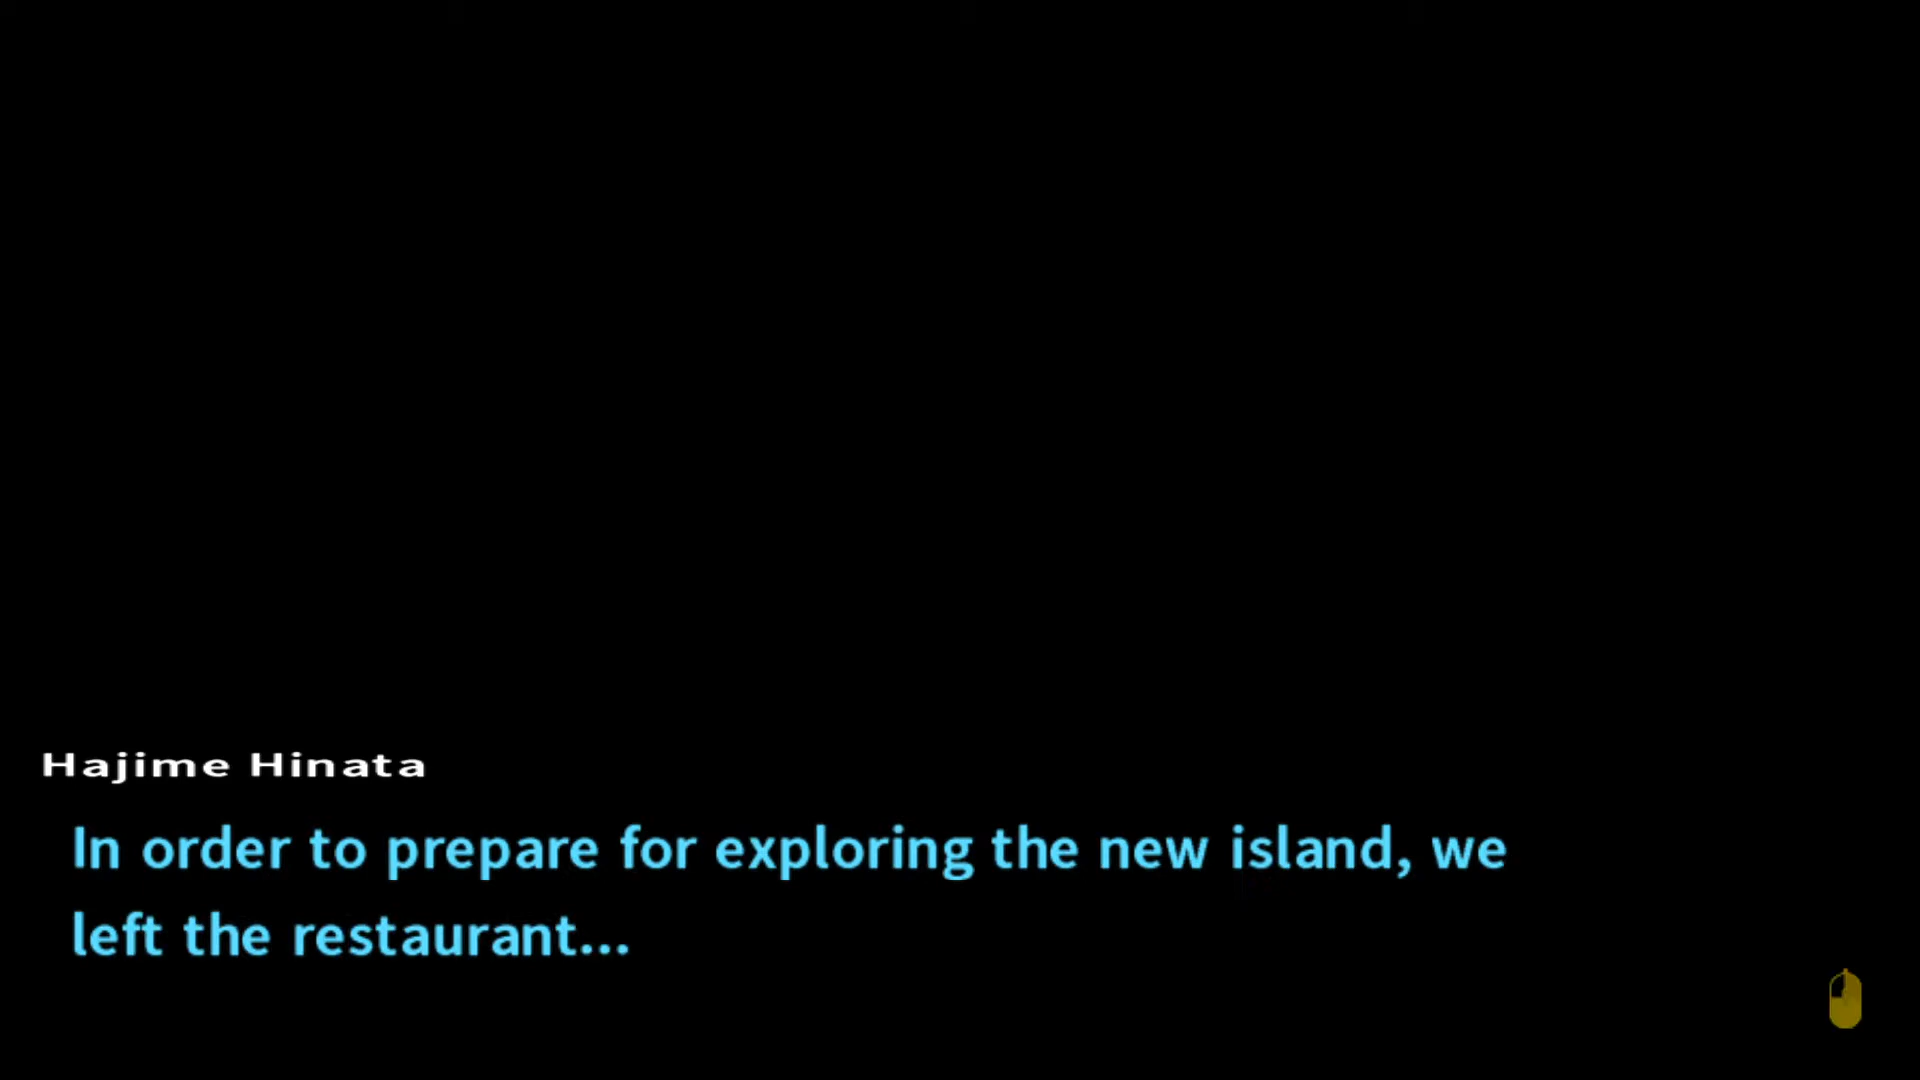 Hajime Hinata
In order to prepare for exploring the new island, we
left the restaurant...